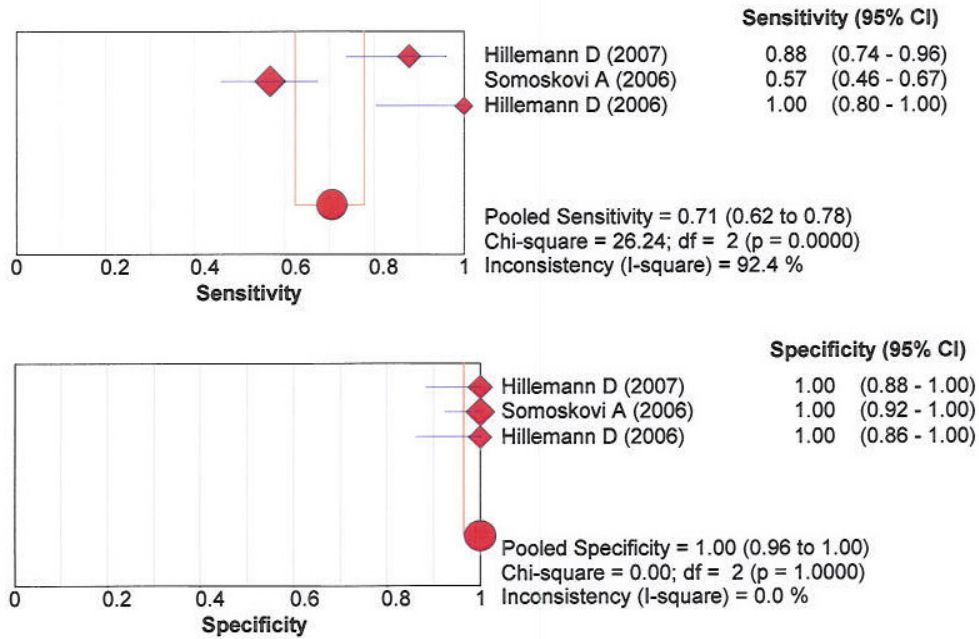 Sensitivity (95% CI)
Hillemann D (2007) 0.88 (0.74 - 0.96)
Somoskovi A (2006) 0.57 (0.46 - 0.67)
Hillemann D (2006) 1.00 (0.80 - 1.00)
Pooled Sensitivity = 0.71 (0.62 to 0.78)
Chi-square = 26.24; df = 2 (p = 0.0000)
Inconsistency (I-square) = 92.4 %
0 0.2 0.4 0.6 0.8 1
Sensitivity
Specificity (95% CI)
Hillemann D (2007) 1.00 (0.88 - 1.00)
Somoskovi A (2006) 1.00 (0.92 - 1.00)
Hillemann D (2006) 1.00 (0.86 - 1.00)
Pooled Specificity = 1.00 (0.96 to 1.00)
Chi-square = 0.00; df = 2 (p = 1.0000)
Inconsistency (I-square) = 0.0 %
0 0.2 0.4 0.6 0.8 1
Specificity